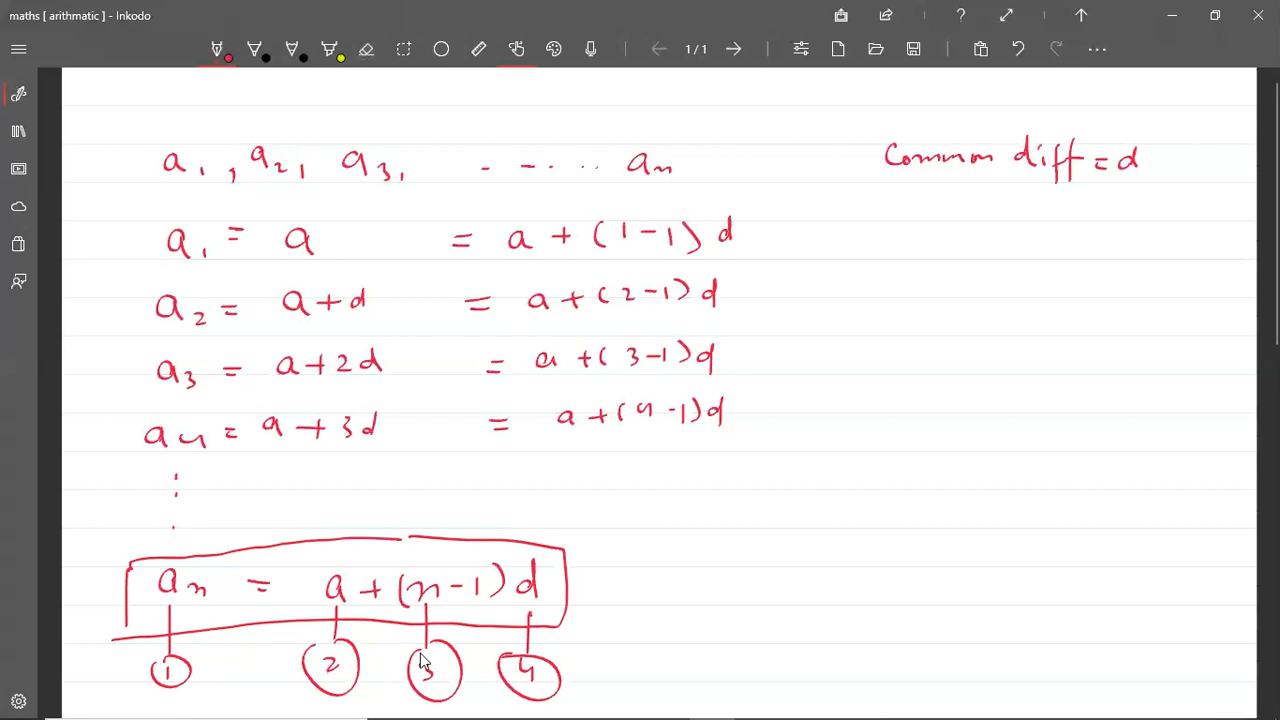 maths [ arithmatic ] - Inkodo
1/1
a₁, a₂, a₃, - - . . . aₙ Common diff = d
a₁ = a = a + (1-1) d
a₂ = a+d = a + (2-1) d
a₃ = a+2d = a + (3-1)d
a₄ = a + 3d = a + (4-1)d
aₙ = a + (n-1) d
1 2 3 4